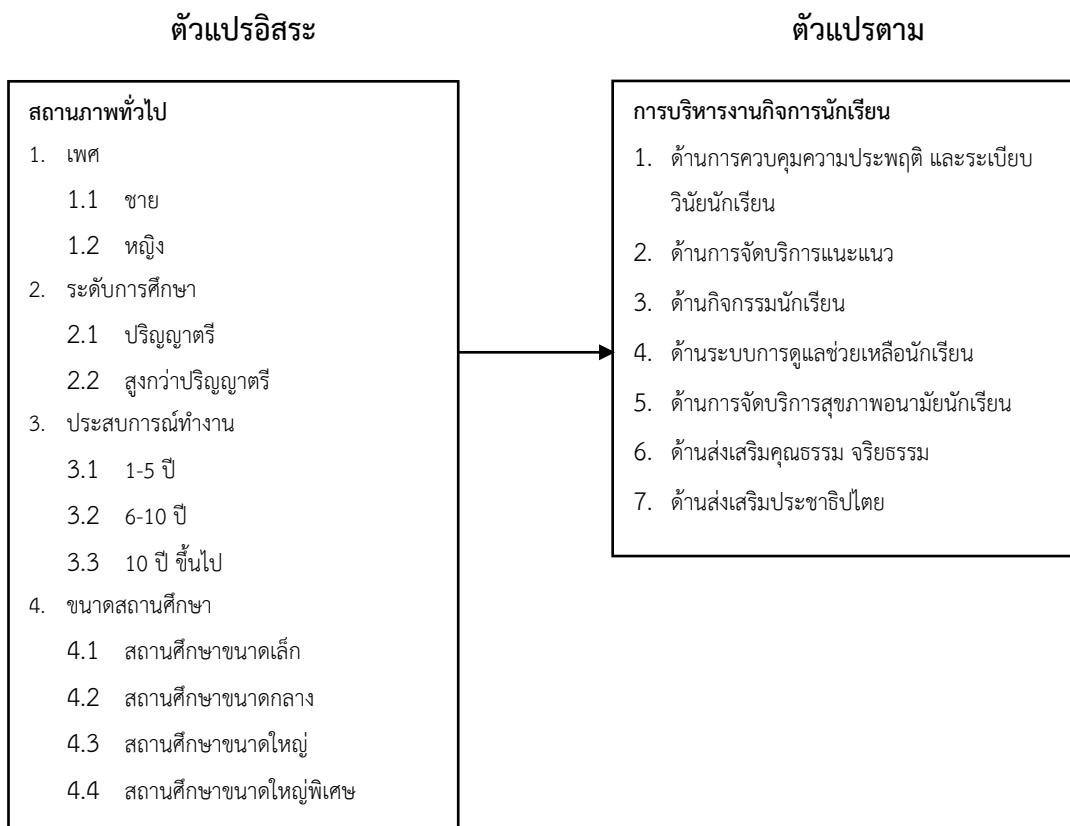 ตัวแปรอิสระ
สถานภาพทั่วไป
1. เพศ
1.1 ชาย
1.2 หญิง
2. ระดับการศึกษา
2.1 ปริญญาตรี
2.2 สูงกว่าปริญญาตรี
3. ประสบการณ์ทำงาน
3.1 1-5 ปี
3.2 6-10 ปี
3.3 10 ปี ขึ้นไป
4. ขนาดสถานศึกษา
4.1 สถานศึกษาขนาดเล็ก
4.2 สถานศึกษาขนาดกลาง
4.3 สถานศึกษาขนาดใหญ่
4.4 สถานศึกษาขนาดใหญ่พิเศษ
ตัวแปรตาม
การบริหารงานกิจการนักเรียน
1. ด้านการควบคุมความประพฤติ และระเบียบ
วินัยนักเรียน
2. ด้านการจัดบริการแนะแนว
3. ด้านกิจกรรมนักเรียน
4. ด้านระบบการดูแลช่วยเหลือนักเรียน
5. ด้านการจัดบริการสุขภาพอนามัยนักเรียน
6. ด้านส่งเสริมคุณธรรม จริยธรรม
7. ด้านส่งเสริมประชาธิปไตย